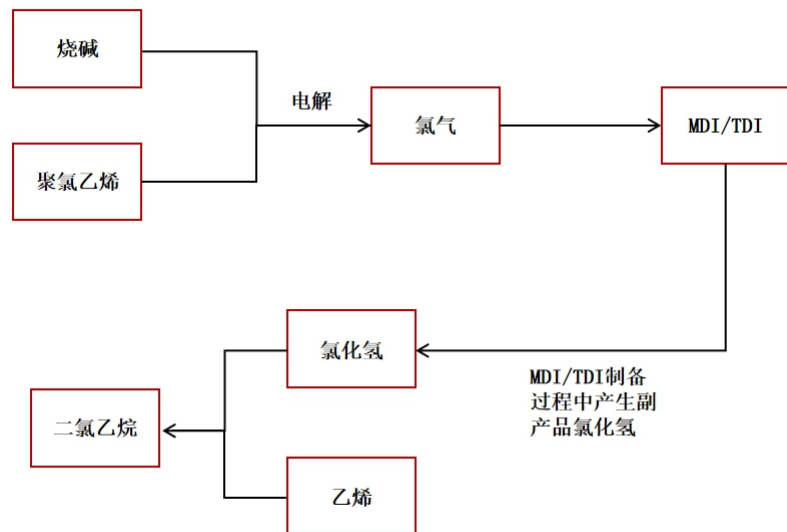 烧碱
电解
氯气
MDI/TDI
聚氯乙烯
氯化氢
MDI/TDI制备
过程中产生副
产品氯化氢
二氯乙烷
乙烯